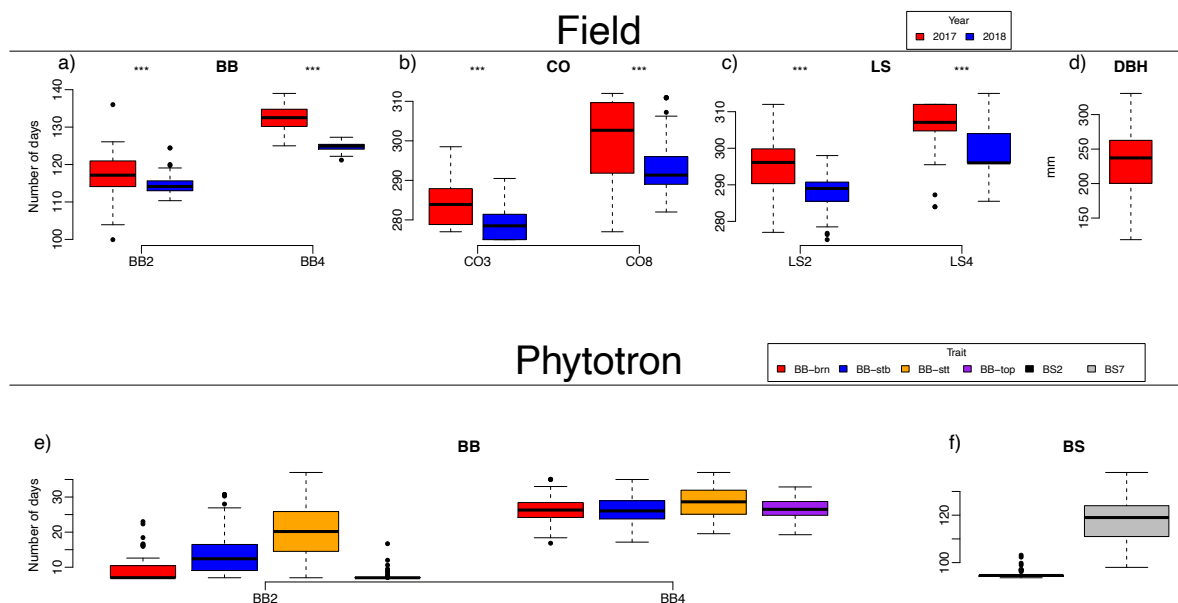 Field
Year
2017 2018
a) BB b) CO c) LS d) DBH
*** *** *** *** *** ***
Number of days
100 110 120 130 140
BB2 BB4
280 290 300 310
CO3 CO8
280 290 300 310
LS2 LS4
mm
150 200 250 300
Phytotron
Trait
BB−brn BB−stb BB−stt BB−top BS2 BS7
e) BB f) BS
Number of days
10 20 30
BB2 BB4
100 120